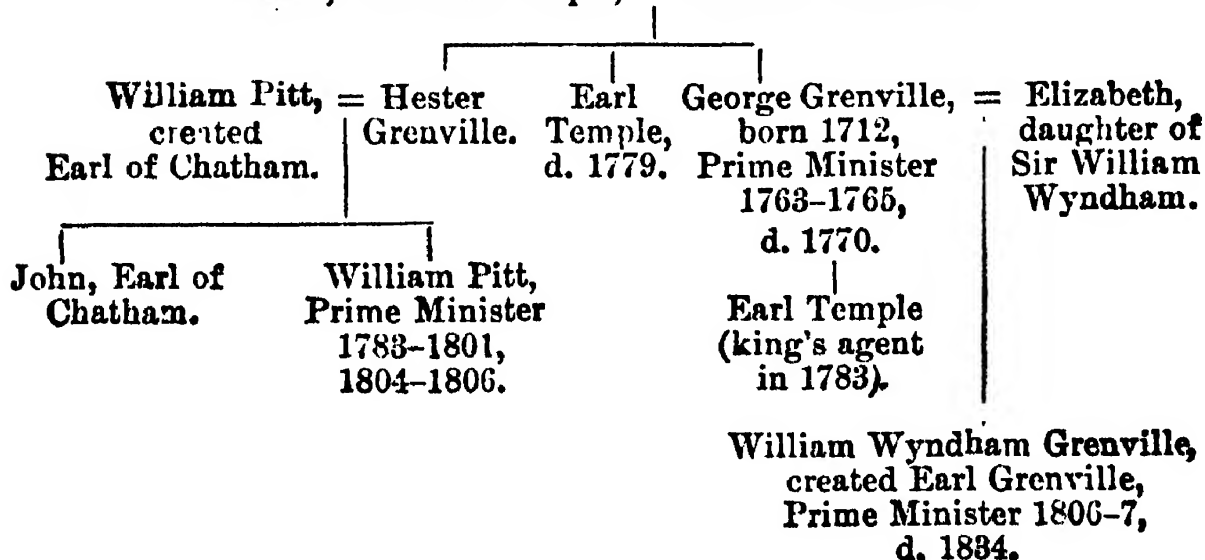 William Pitt,
created
Earl of Chatham.
=
Hester
Grenville.
Earl
Temple,
d. 1779.
George Grenville,
born 1712,
Prime Minister
1763–1765,
d. 1770.
=
Elizabeth,
daughter of
Sir William
Wyndham.
John, Earl of
Chatham.
William Pitt,
Prime Minister
1783–1801,
1804–1806.
Earl Temple
(king's agent
in 1783).
William Wyndham Grenville,
created Earl Grenville,
Prime Minister 1806–7,
d. 1834.